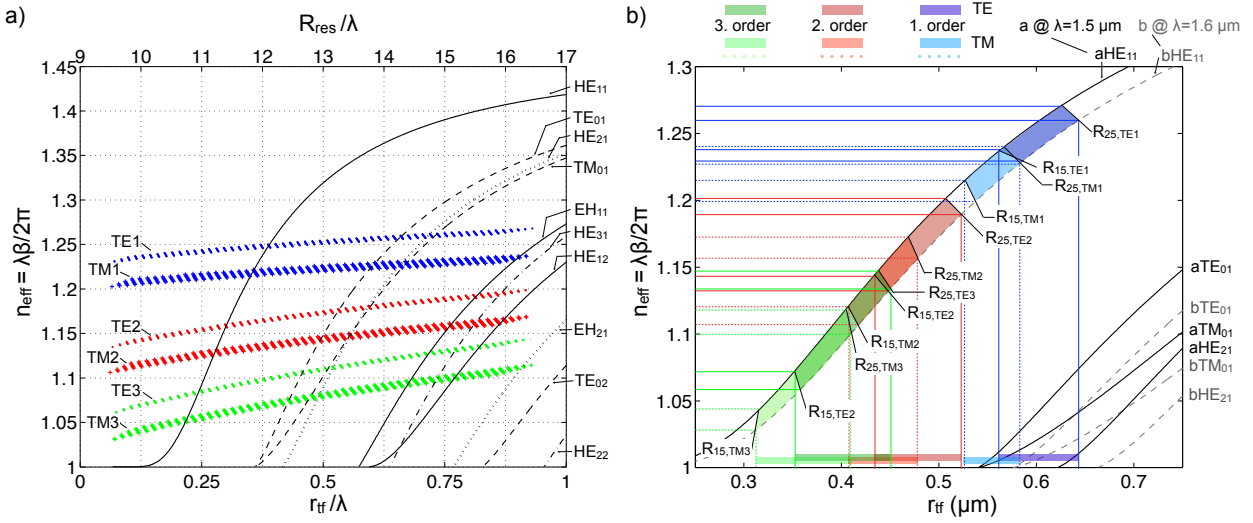 a)
R_res/λ
9 10 11 12 13 14 15 16 17
1.45
1.4
1.35
1.3
1.25
1.2
1.15
1.1
1.05
1
n_eff = λβ/2π
0 0.25 0.5 0.75 1
r_tf/λ
TE1
TM1
TE2
TM2
TE3
TM3
HE₁₁
TE₀₁
HE₂₁
TM₀₁
EH₁₁
HE₃₁
HE₁₂
EH₂₁
TE₀₂
HE₂₂
b)
TE
3. order 2. order 1. order
TM
a @ λ=1.5 µm
b @ λ=1.6 µm
aHE₁₁
bHE₁₁
1.3
1.25
1.2
1.15
1.1
1.05
1
n_eff = λβ/2π
0.3 0.4 0.5 0.6 0.7
r_tf (µm)
R₂₅,TE1
R₁₅.TE1
R₂₅,TM1
R₁₅,TM1
R₂₅,TE2
R₂₅,TM2
R₂₅,TE3
R₁₅,TE2
R₁₅,TM2
R₂₅,TM3
R₁₅,TE2
R₁₅,TM3
aTE₀₁
bTE₀₁
aTM₀₁
aHE₂₁
bTM₀₁
bHE₂₁